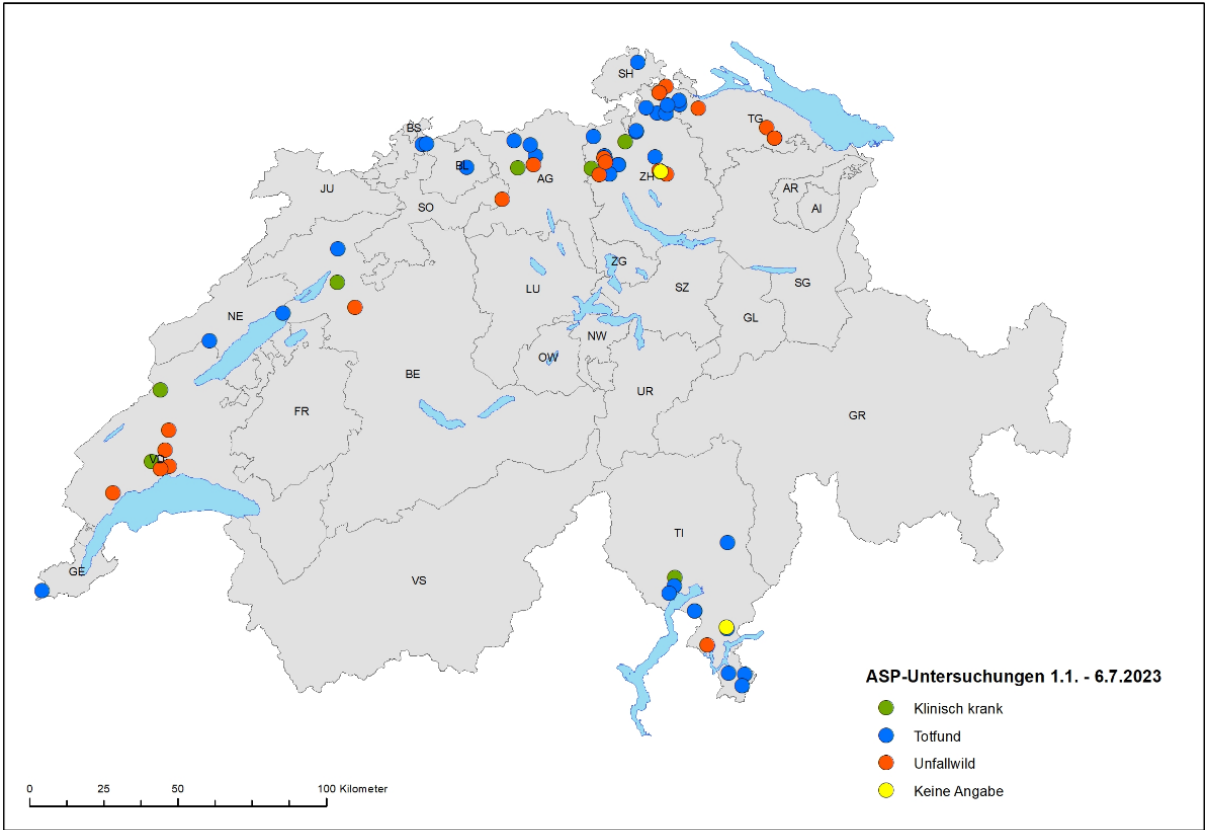 SH
BS
TG
BL
AG
ZH
JU
AR
AI
SO
ZG
LU
SZ
SG
NE
GL
NW
OW
BE
UR
FR
GR
VD
TI
GE
VS
ASP-Untersuchungen 1.1. - 6.7.2023
Klinisch krank
Totfund
Unfallwild
Keine Angabe
0 25 50 100 Kilometer